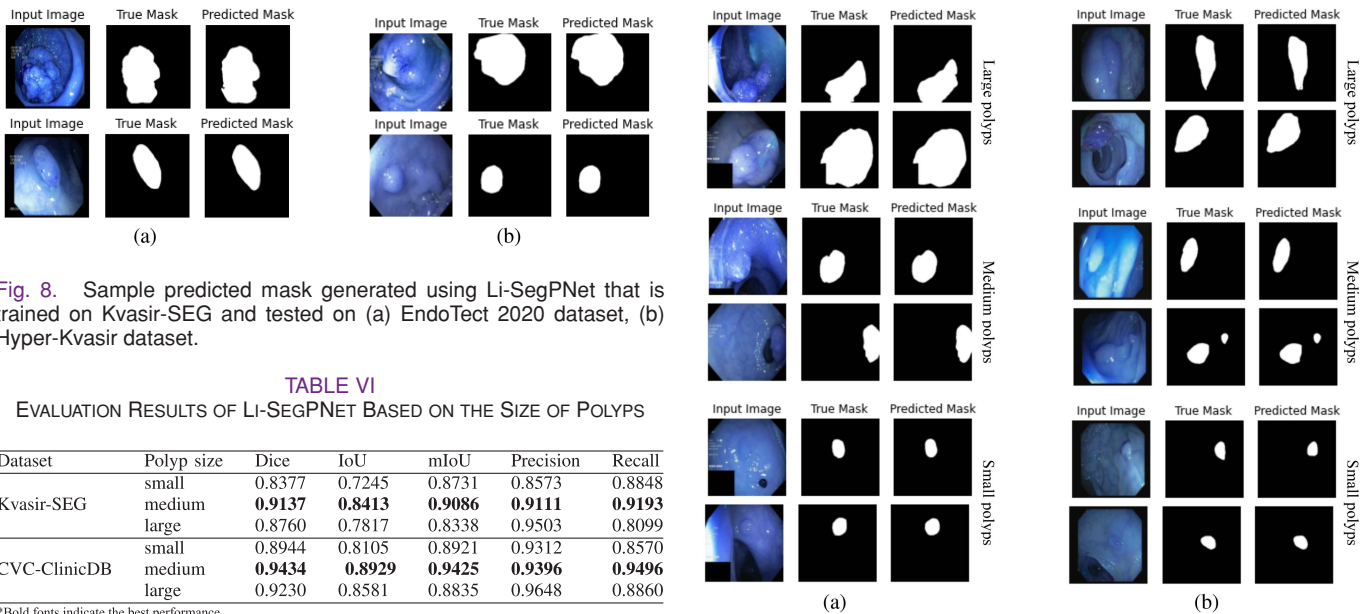 Input Image True Mask Predicted Mask
Input Image True Mask Predicted Mask
(a)
Input Image True Mask Predicted Mask
Input Image True Mask Predicted Mask
(b)
Fig. 8. Sample predicted mask generated using Li-SegPNet that is
trained on Kvasir-SEG and tested on (a) EndoTect 2020 dataset, (b)
Hyper-Kvasir dataset.
TABLE VI
EVALUATION RESULTS OF LI-SEGPNET BASED ON THE SIZE OF POLYPS
Dataset Polyp size Dice IoU mIoU Precision Recall
small 0.8377 0.7245 0.8731 0.8573 0.8848
Kvasir-SEG medium 0.9137 0.8413 0.9086 0.9111 0.9193
large 0.8760 0.7817 0.8338 0.9503 0.8099
small 0.8944 0.8105 0.8921 0.9312 0.8570
CVC-ClinicDB medium 0.9434 0.8929 0.9425 0.9396 0.9496
large 0.9230 0.8581 0.8835 0.9648 0.8860
*Bold fonts indicate the best performance.
Input Image True Mask Predicted Mask
Large polyps
Input Image True Mask Predicted Mask
Medium polyps
Input Image True Mask Predicted Mask
Small polyps
(a)
Input Image True Mask Predicted Mask
Large polyps
Input Image True Mask Predicted Mask
Medium polyps
Input Image True Mask Predicted Mask
Small polyps
(b)